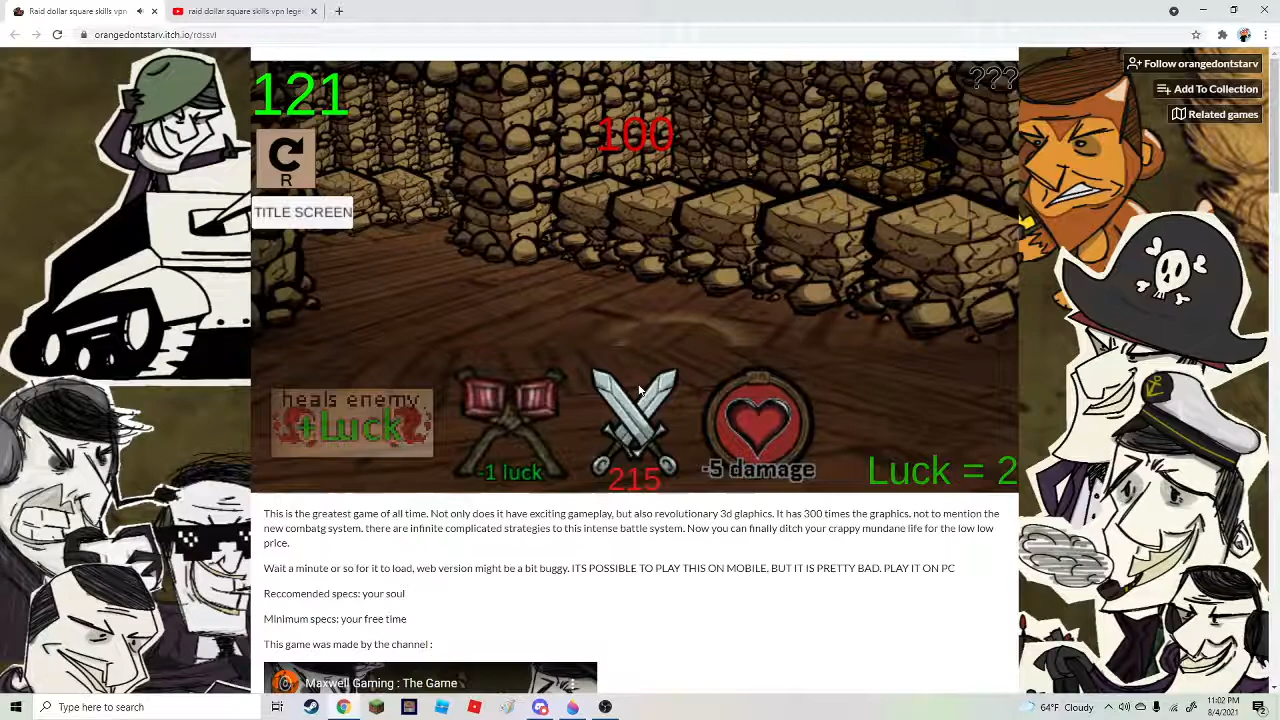 Raid dollar square skills vpn
raid dollar square skills vpn lege
orangedontstarv.itch.io/rdssvl
Follow orangedontstarv
Add To Collection
Related games
121
???
100
R
TITLE SCREEN
heals enemy
+Luck
-1 luck
215
-5 damage
Luck = 2
This is the greatest game of all time. Not only does it have exciting gameplay, but also revolutionary 3d graphics. It has 300 times the graphics. not to mention the
new combatg system. there are infinite complicated strategies to this intense battle system. Now you can finally ditch your crappy mundane life for the low low
price.
Wait a minute or so for it to load, web version might be a bit buggy. ITS POSSIBLE TO PLAY THIS ON MOBILE, BUT IT IS PRETTY BAD. PLAY IT ON PC
Reccomended specs: your soul
Minimum specs: your free time
This game was made by the channel :
Maxwell Gaming : The Game
Type here to search
64°F Cloudy
11:02 PM
8/4/2021
2